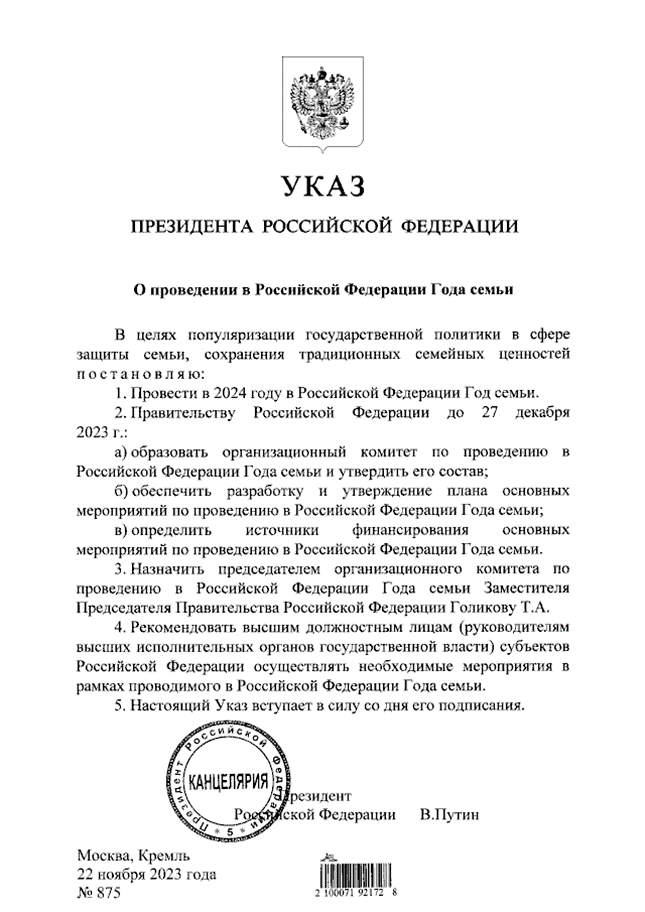 УКАЗ
ПРЕЗИДЕНТА РОССИЙСКОЙ ФЕДЕРАЦИИ
О проведении в Российской Федерации Года семьи
В целях популяризации государственной политики в сфере
защиты семьи, сохранения традиционных семейных ценностей
постановляю:
1. Провести в 2024 году в Российской Федерации Год семьи.
2. Правительству Российской Федерации до 27 декабря
2023 г.:
а) образовать организационный комитет по проведению в
Российской Федерации Года семьи и утвердить его состав;
б) обеспечить разработку и утверждение плана основных
мероприятий по проведению в Российской Федерации Года семьи;
в) определить источники финансирования основных
мероприятий по проведению в Российской Федерации Года семьи.
3. Назначить председателем организационного комитета по
проведению в Российской Федерации Года семьи Заместителя
Председателя Правительства Российской Федерации Голикову Т.А.
4. Рекомендовать высшим должностным лицам (руководителям
высших исполнительных органов государственной власти) субъектов
Российской Федерации осуществлять необходимые мероприятия в
рамках проводимого в Российской Федерации Года семьи.
5. Настоящий Указ вступает в силу со дня его подписания.
Президент Российской Федерации
КАНЦЕЛЯРИЯ
* 5 *
Президент
Российской Федерации В.Путин
Москва, Кремль
22 ноября 2023 года
№ 875
2 100071 92172 8